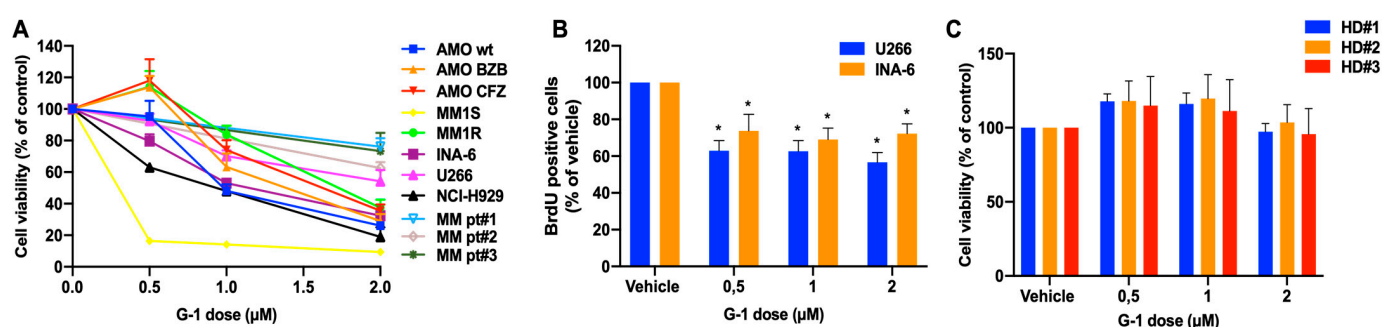 A
Cell viability (% of control)
140
120
100
80
60
40
20
0
0.0
0.5
1.0
1.5
2.0
G-1 dose (µM)
AMO wt
AMO BZB
AMO CFZ
MM1S
MM1R
INA-6
U266
NCI-H929
MM pt#1
MM pt#2
MM pt#3
B
BrdU positive cells
(% of vehicle)
120
100
80
60
40
20
0
U266
INA-6
* * * * * *
Vehicle
0,5
1
2
G-1 dose (µM)
C
Cell viability (% of control)
150
100
50
0
HD#1
HD#2
HD#3
Vehicle
0,5
1
2
G-1 dose (µM)